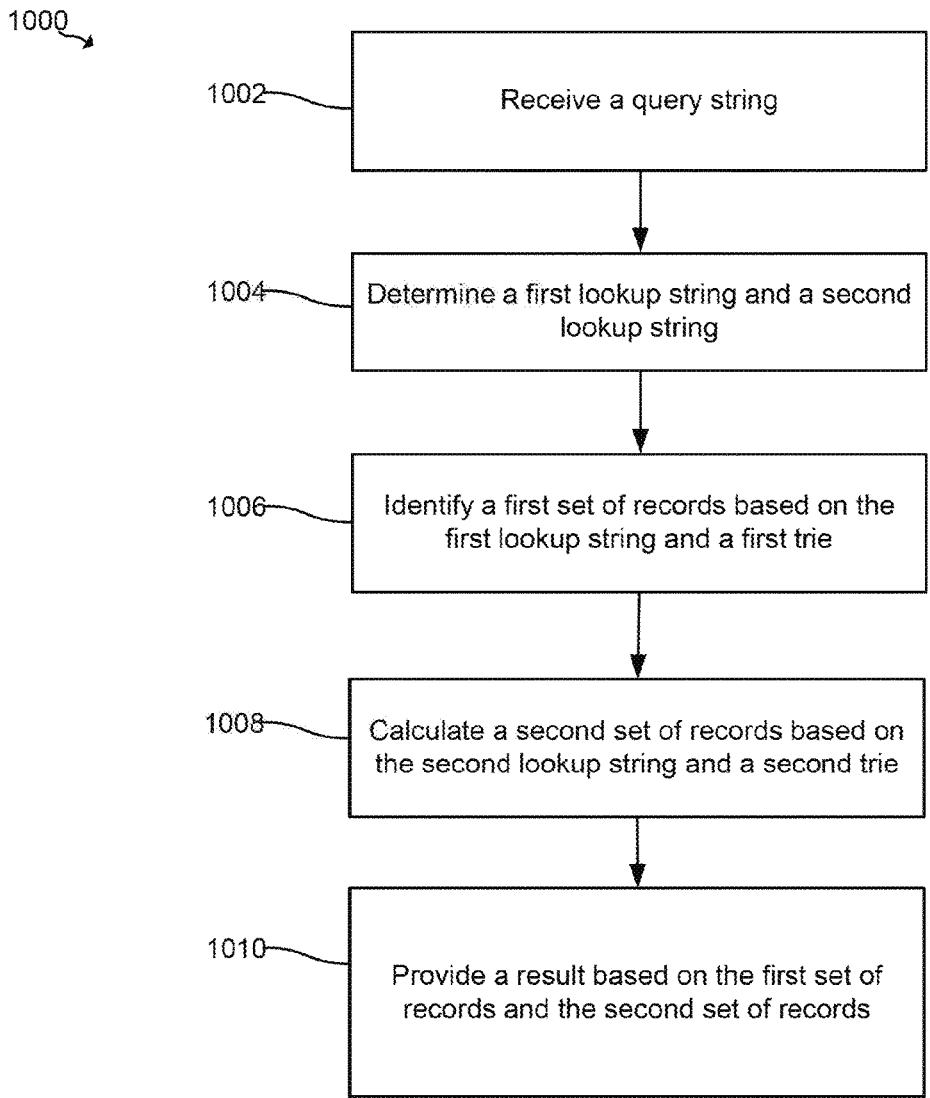 1000
1002
Receive a query string
1004
Determine a first lookup string and a second
lookup string
1006
Identify a first set of records based on the
first lookup string and a first trie
1008
Calculate a second set of records based on
the second lookup string and a second trie
1010
Provide a result based on the first set of
records and the second set of records